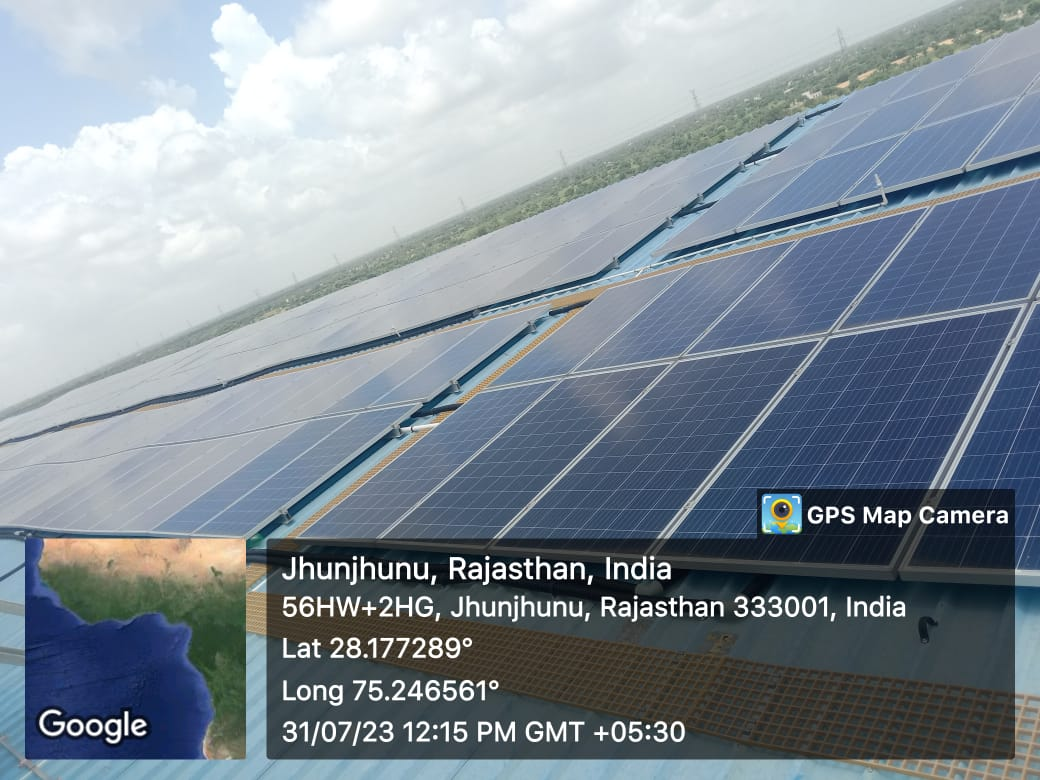 GPS Map Camera
Jhunjhunu, Rajasthan, India
56HW+2HG, Jhunjhunu, Rajasthan 333001, India
Lat 28.177289°
Long 75.246561°
31/07/23 12:15 PM GMT +05:30
Google